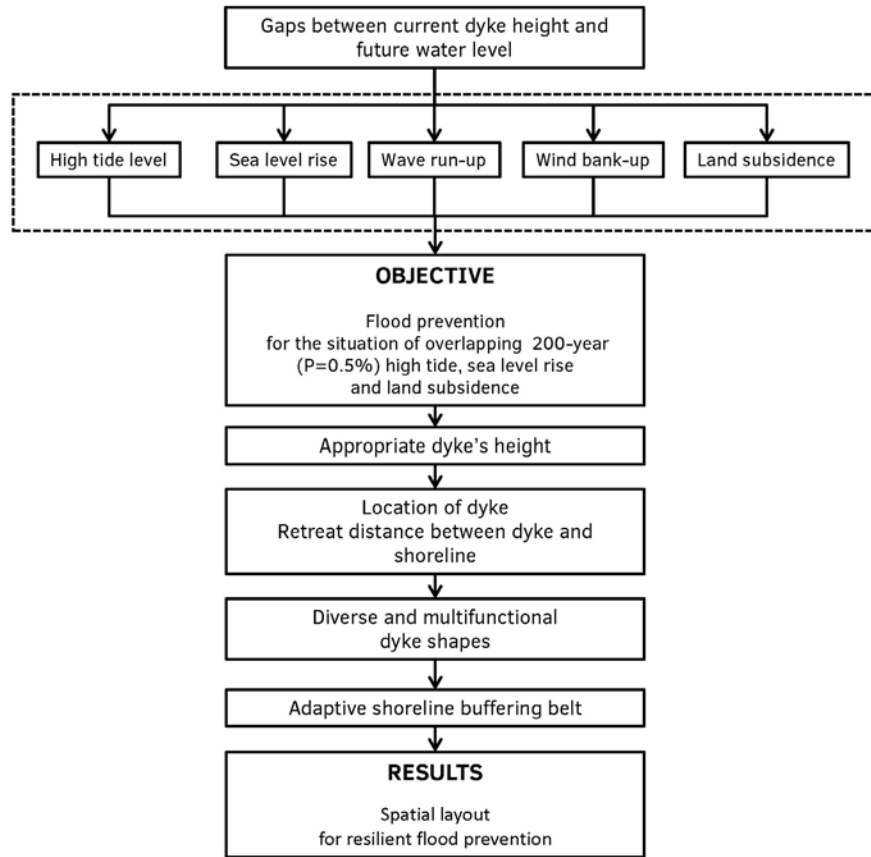 Gaps between current dyke height and
future water level
High tide level
Sea level rise
Wave run-up
Wind bank-up
Land subsidence
OBJECTIVE
Flood prevention
for the situation of overlapping 200-year
(P=0.5%) high tide, sea level rise
and land subsidence
Appropriate dyke's height
Location of dyke
Retreat distance between dyke and
shoreline
Diverse and multifunctional
dyke shapes
Adaptive shoreline buffering belt
RESULTS
Spatial layout
for resilient flood prevention